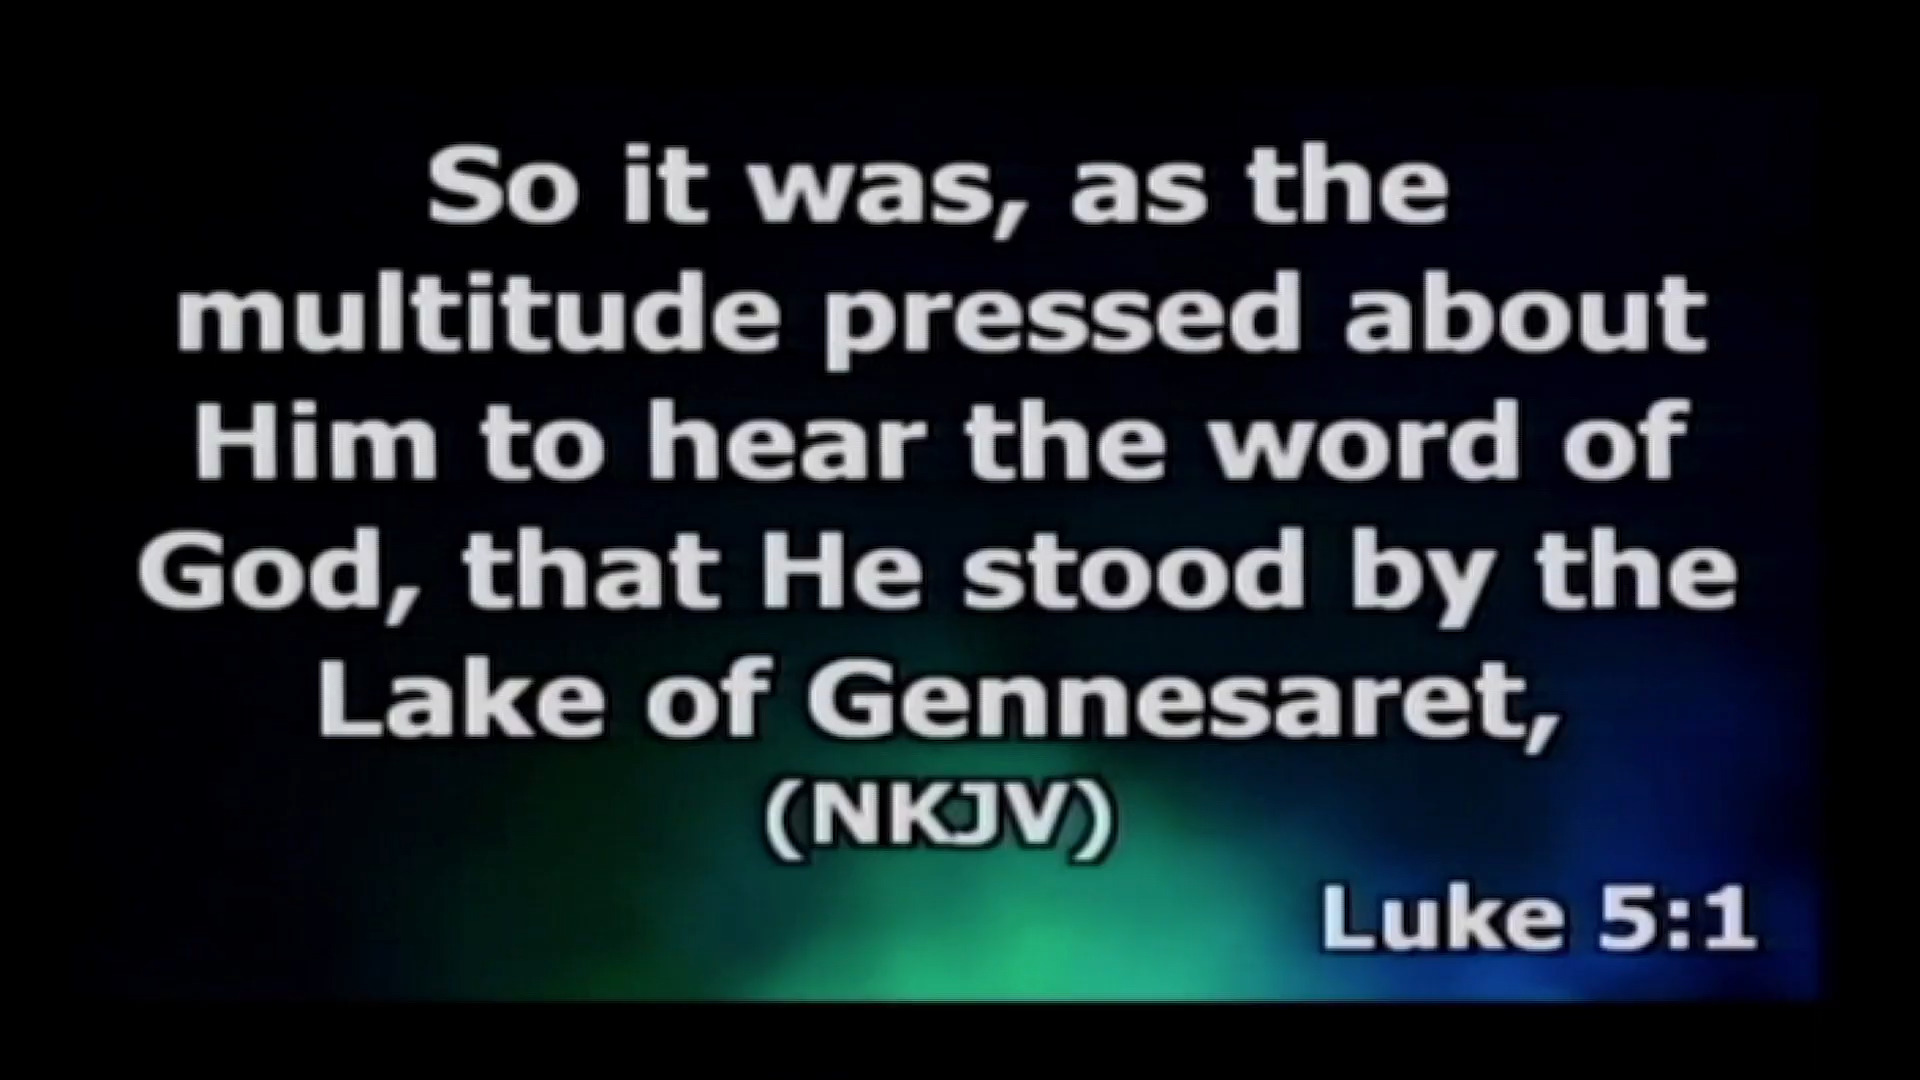 So it was, as the
multitude pressed about
Him to hear the word of
God, that He stood by the
Lake of Gennesaret,
(NKJV)
Luke 5:1